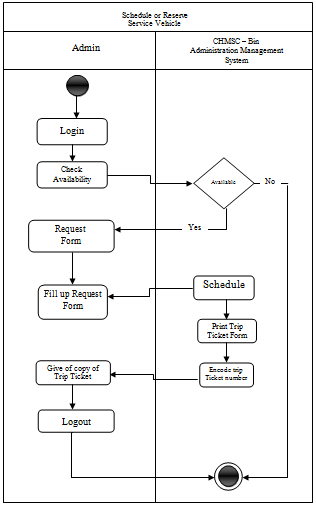 Schedule or Reserve
Service Vehicle
Admin
CHMSC – Bin
Administration Management
System
Login
Check
Availability
Available
No
Yes
Request
Form
Schedule
Fill up Request
Form
Print Trip
Ticket Form
Give of copy of
Trip Ticket
Encode trip
Ticket number
Logout